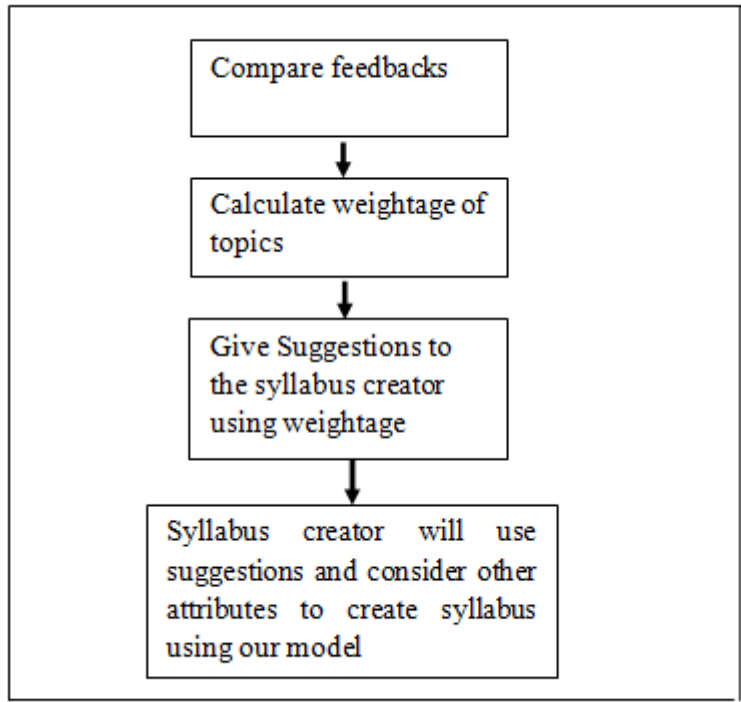 Compare feedbacks
Calculate weightage of
topics
Give Suggestions to
the syllabus creator
using weightage
Syllabus creator will use
suggestions and consider other
attributes to create syllabus
using our model